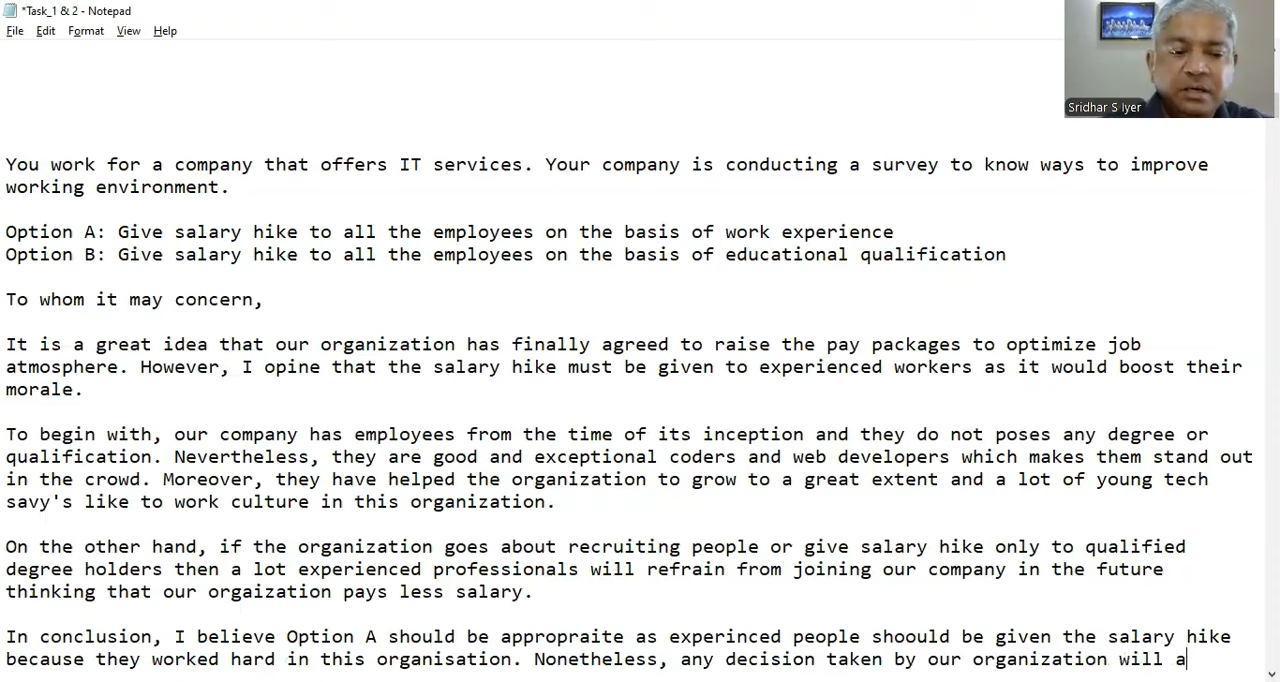 *Task_1 & 2 - Notepad
File Edit Format View Help
Sridhar S Iyer
You work for a company that offers IT services. Your company is conducting a survey to know ways to improve
working environment.
Option A: Give salary hike to all the employees on the basis of work experience
Option B: Give salary hike to all the employees on the basis of educational qualification
To whom it may concern,
It is a great idea that our organization has finally agreed to raise the pay packages to optimize job
atmosphere. However, I opine that the salary hike must be given to experienced workers as it would boost their
morale.
To begin with, our company has employees from the time of its inception and they do not poses any degree or
qualification. Nevertheless, they are good and exceptional coders and web developers which makes them stand out
in the crowd. Moreover, they have helped the organization to grow to a great extent and a lot of young tech
savy's like to work culture in this organization.
On the other hand, if the organization goes about recruiting people or give salary hike only to qualified
degree holders then a lot experienced professionals will refrain from joining our company in the future
thinking that our orgaization pays less salary.
In conclusion, I believe Option A should be appropraite as experinced people shoould be given the salary hike
because they worked hard in this organisation. Nonetheless, any decision taken by our organization will a